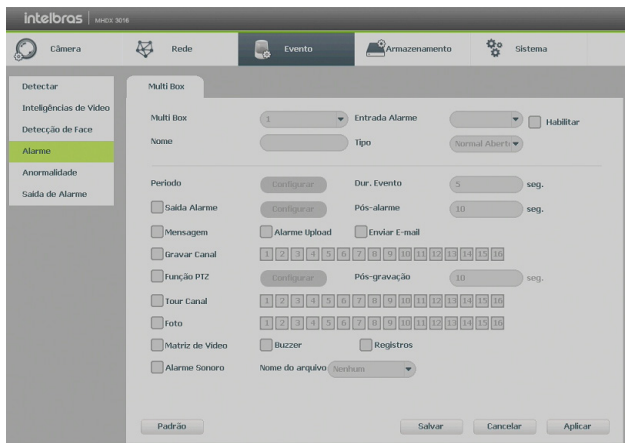 intelbras MHDX 3016
Câmera Rede Evento Armazenamento Sistema
Detectar
Inteligências de Vídeo
Detecção de Face
Alarme
Anormalidade
Saída de Alarme
Multi Box
Multi Box 1 Entrada Alarme Habilitar
Nome Tipo Normal Abert
Período Configurar Dur. Evento 5 seg.
Saída Alarme Configurar Pós-alarme 10 seg.
Mensagem Alarme Upload Enviar E-mail
Gravar Canal 1 2 3 4 5 6 7 8 9 10 11 12 13 14 15 16
Função PTZ Configurar Pós-gravação 10 seg.
Tour Canal 1 2 3 4 5 6 7 8 9 10 11 12 13 14 15 16
Foto 1 2 3 4 5 6 7 8 9 10 11 12 13 14 15 16
Matriz de Vídeo Buzzer Registros
Alarme Sonoro Nome do arquivo Nenhum
Padrão Salvar Cancelar Aplicar